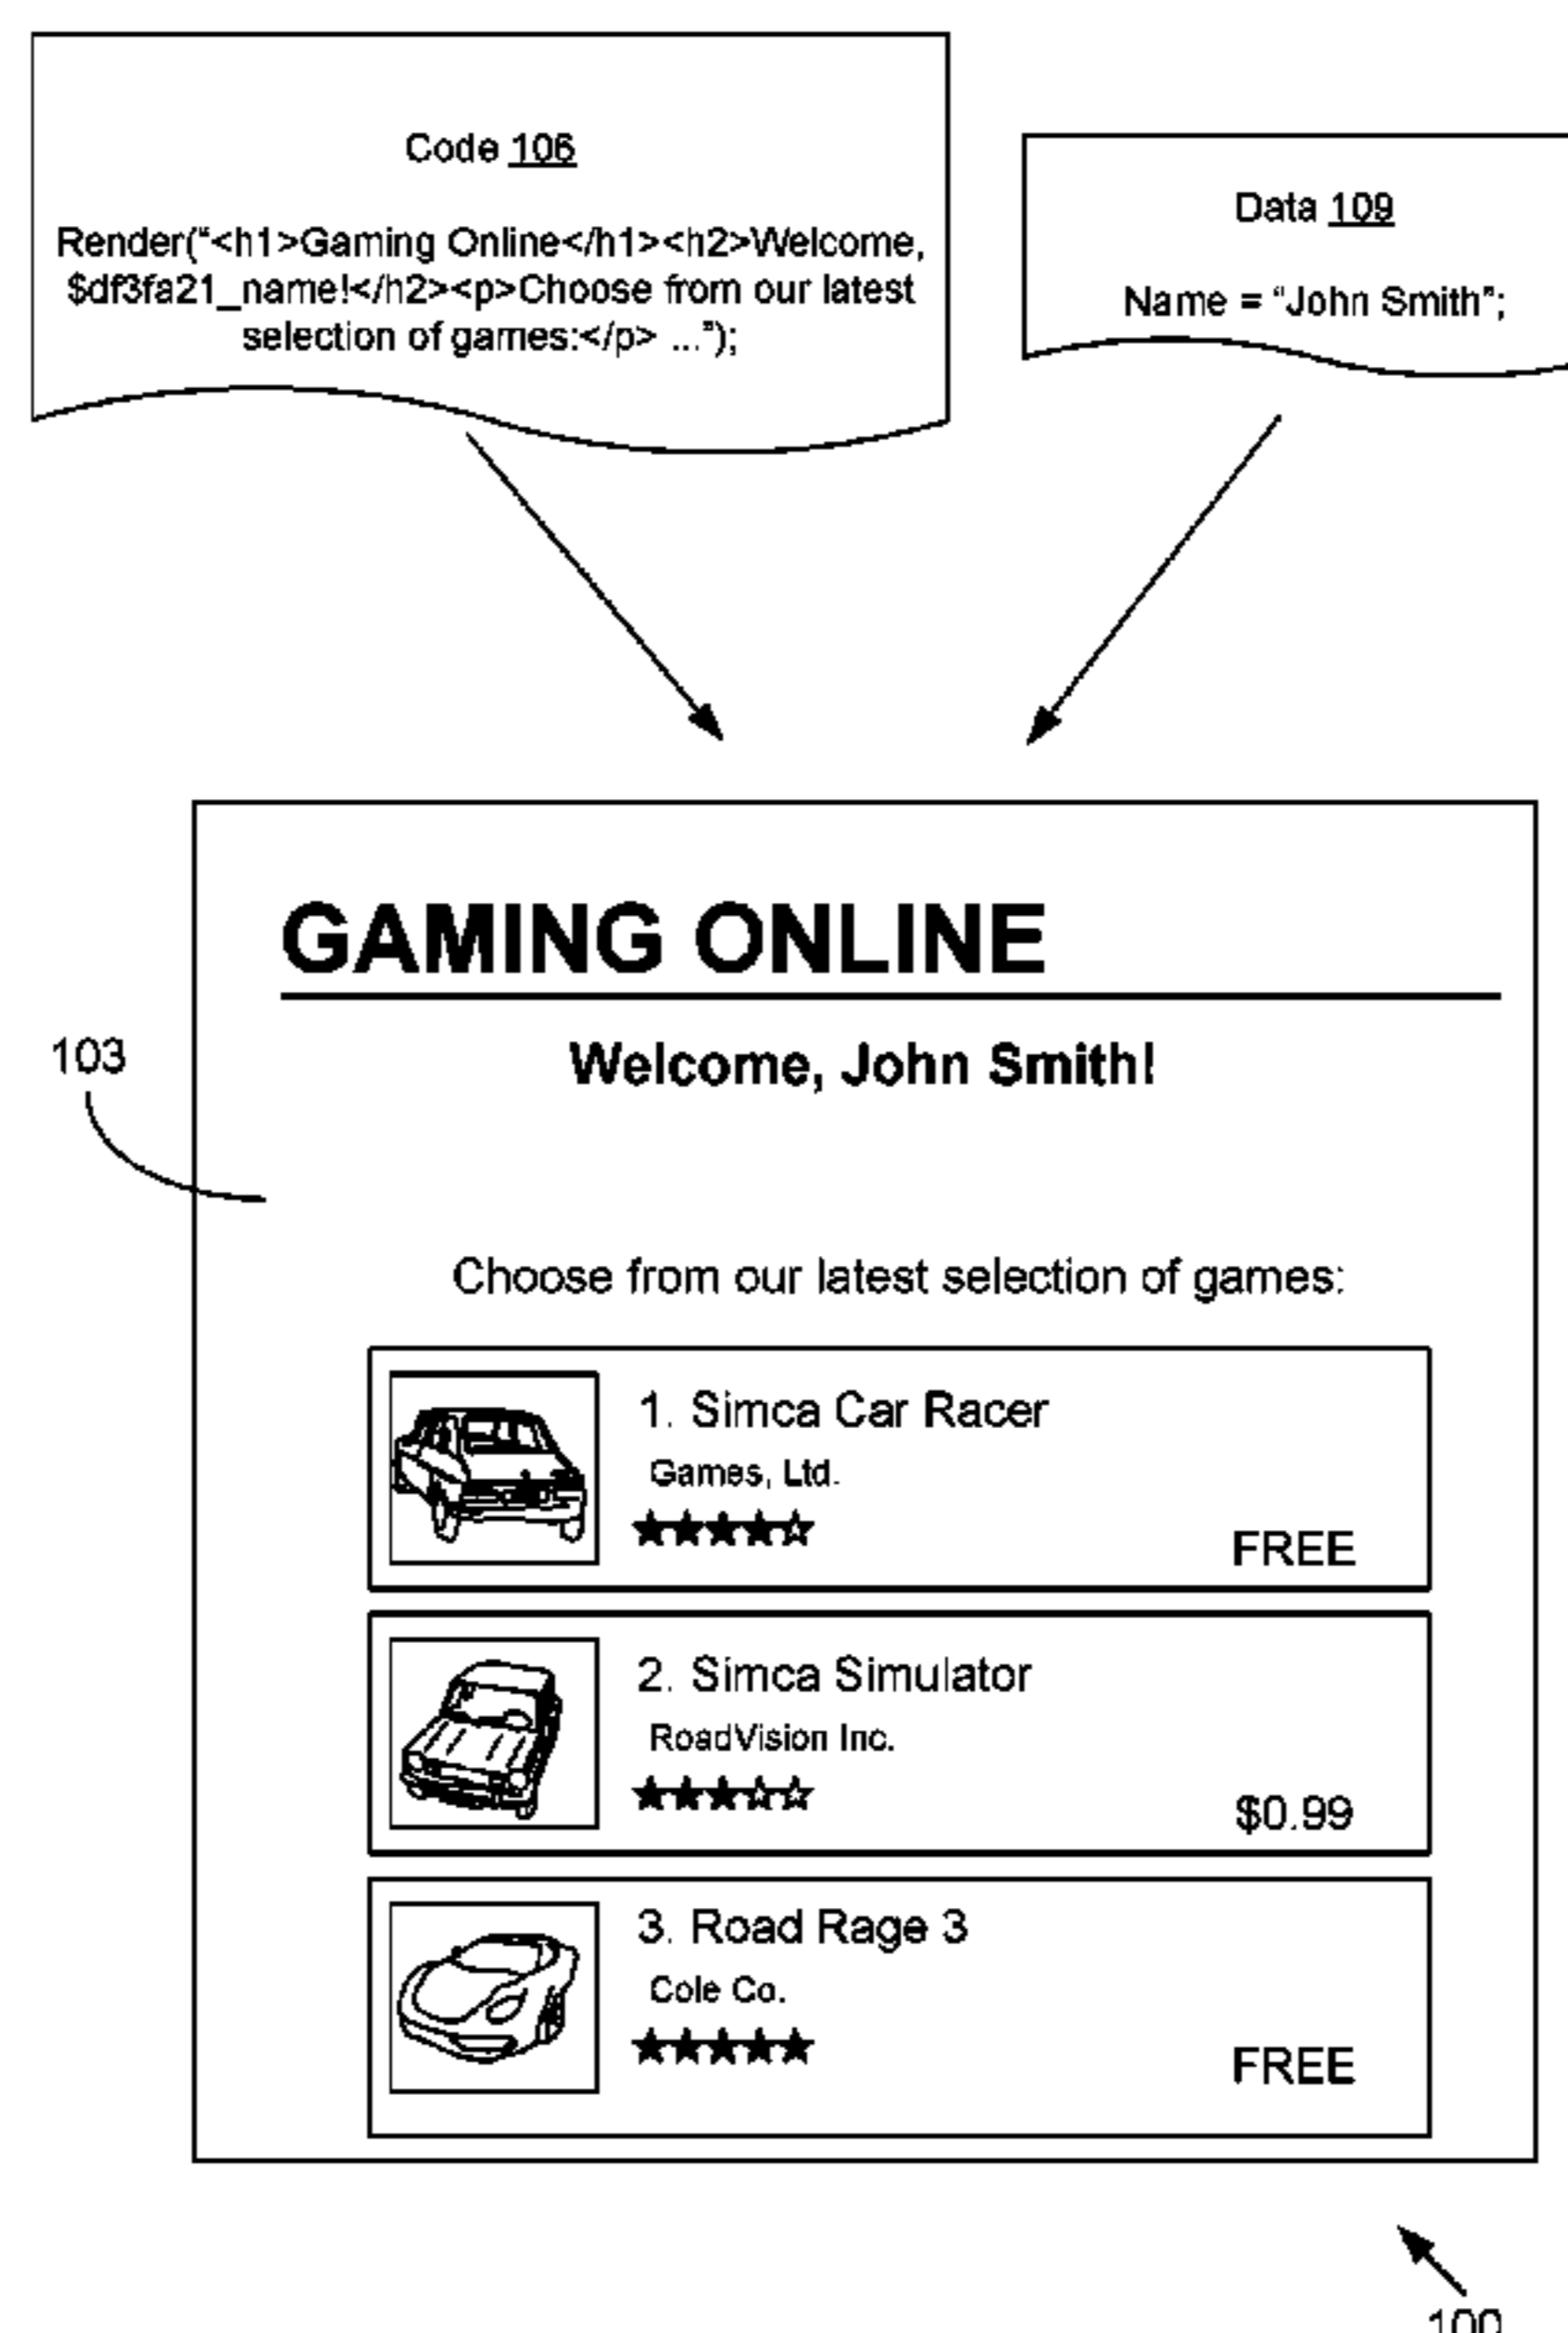 Code 106
Render("<h1>Gaming Online</h1><h2>Welcome,
$df3fa21_name!</h2><p>Choose from our latest
selection of games:</p> ...");
Data 109
Name = "John Smith";
GAMING ONLINE
103
Welcome, John Smith!
Choose from our latest selection of games:
1. Simca Car Racer
Games, Ltd.
FREE
2. Simca Simulator
RoadVision Inc.
$0.99
3. Road Rage 3
Cole Co.
FREE
100